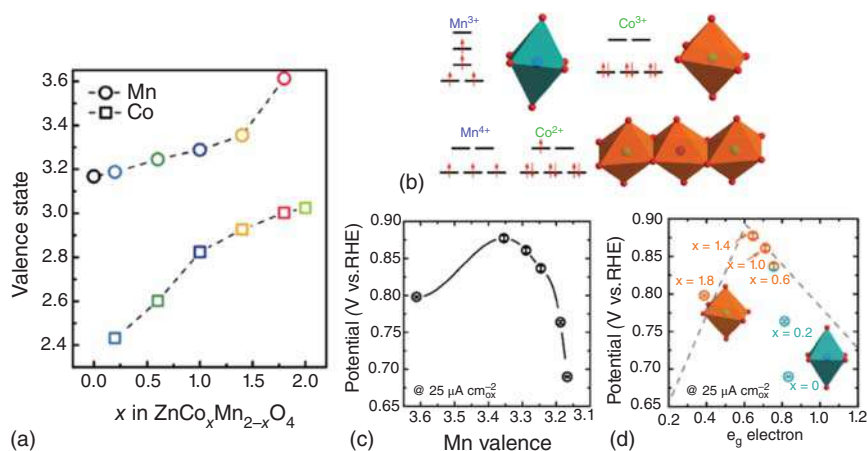 3.6
3.4
3.2
3.0
2.8
2.6
2.4
Valence state
Mn
Co
0.0 0.5 1.0 1.5 2.0
x in ZnCoₓMn₂₋ₓO₄
(a)
Mn³⁺
Co³⁺
Mn⁴⁺
Co²⁺
(b)
0.90
0.85
0.80
0.75
0.70
0.65
Potential (V vs.RHE)
@ 25 μA cm⁻²ₒₓ
3.6 3.5 3.4 3.3 3.2 3.1
Mn valence
(c)
0.90
0.85
0.80
0.75
0.70
0.65
Potential (V vs.RHE)
x = 1.4
x = 1.0
x = 0.6
x = 1.8
x = 0.2
x = 0
@ 25 μA cm⁻²ₒₓ
0.2 0.4 0.6 0.8 1.0 1.2
e_g electron
(d)